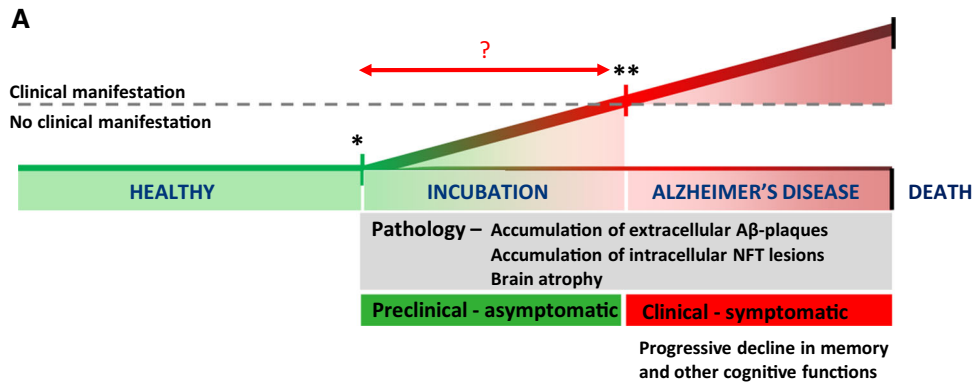 A
?
**
Clinical manifestation
No clinical manifestation
*
HEALTHY
INCUBATION
ALZHEIMER'S DISEASE
DEATH
Pathology – Accumulation of extracellular Aβ-plaques
Accumulation of intracellular NFT lesions
Brain atrophy
Preclinical - asymptomatic
Clinical - symptomatic
Progressive decline in memory
and other cognitive functions